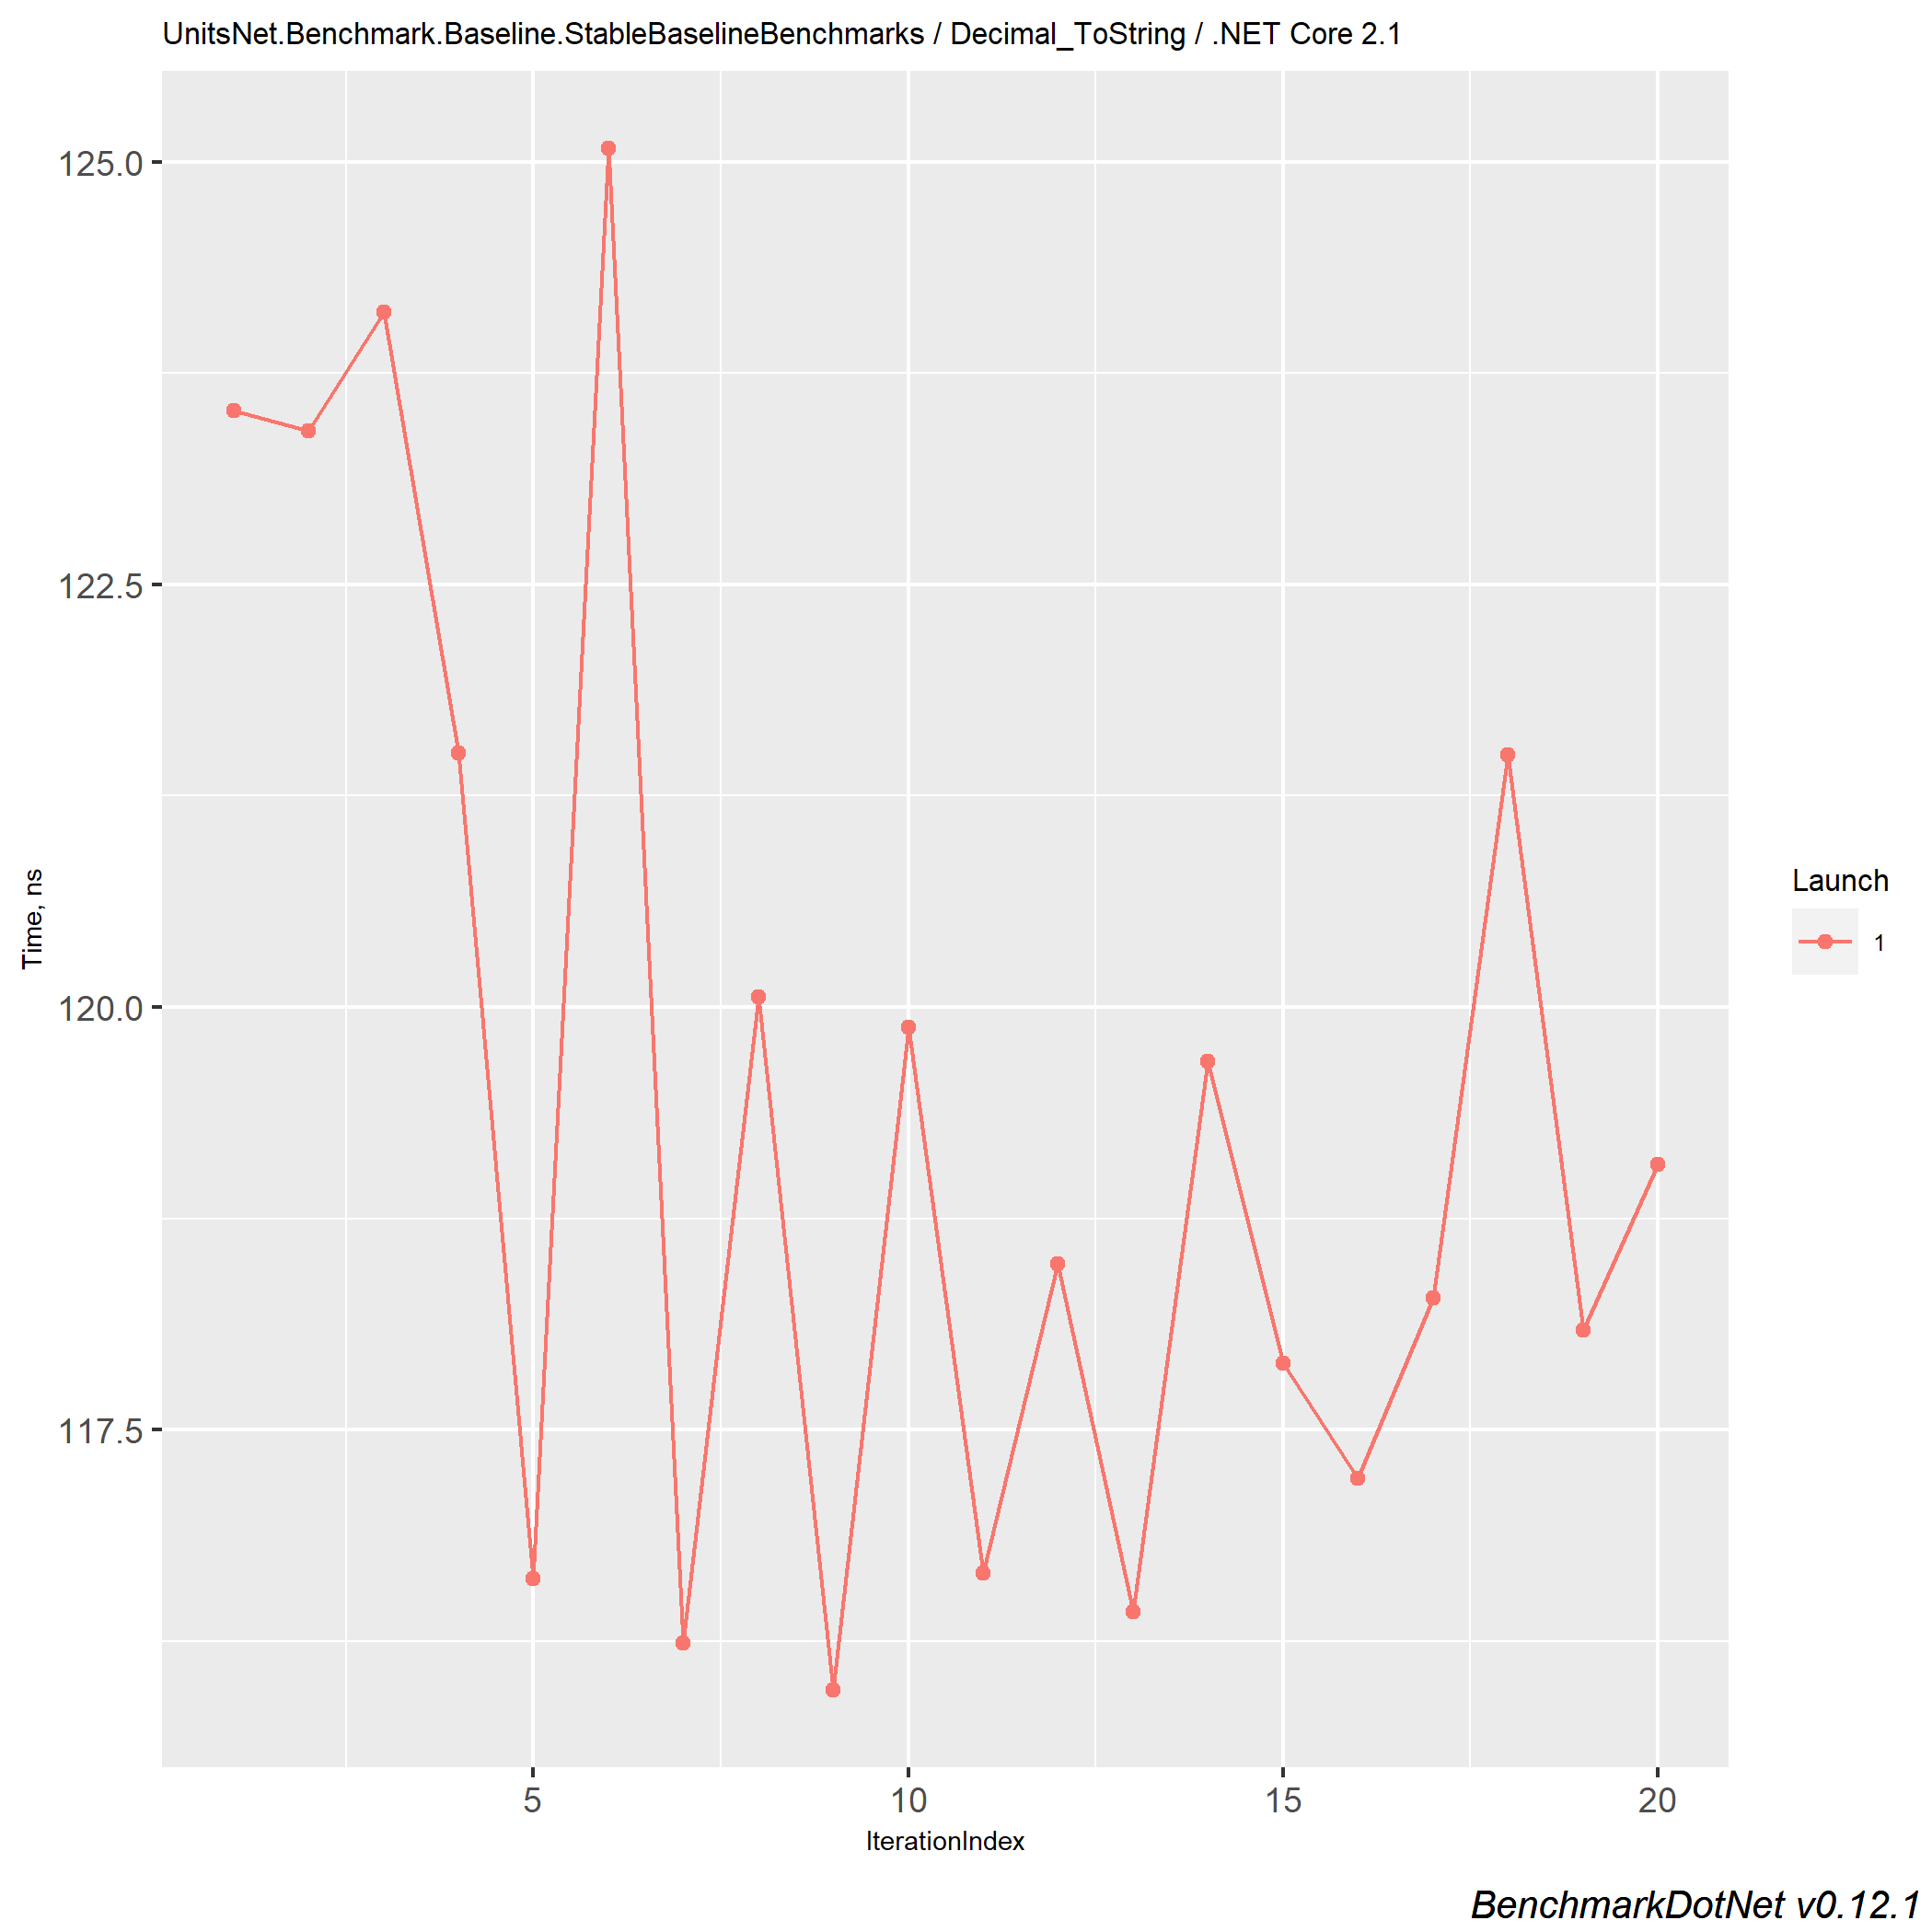 UnitsNet.Benchmark.Baseline.StableBaselineBenchmarks / Decimal_ToString / .NET Core 2.1
125.0
122.5
120.0
117.5
Time, ns
5 10 15 20
IterationIndex
Launch
1
BenchmarkDotNet v0.12.1